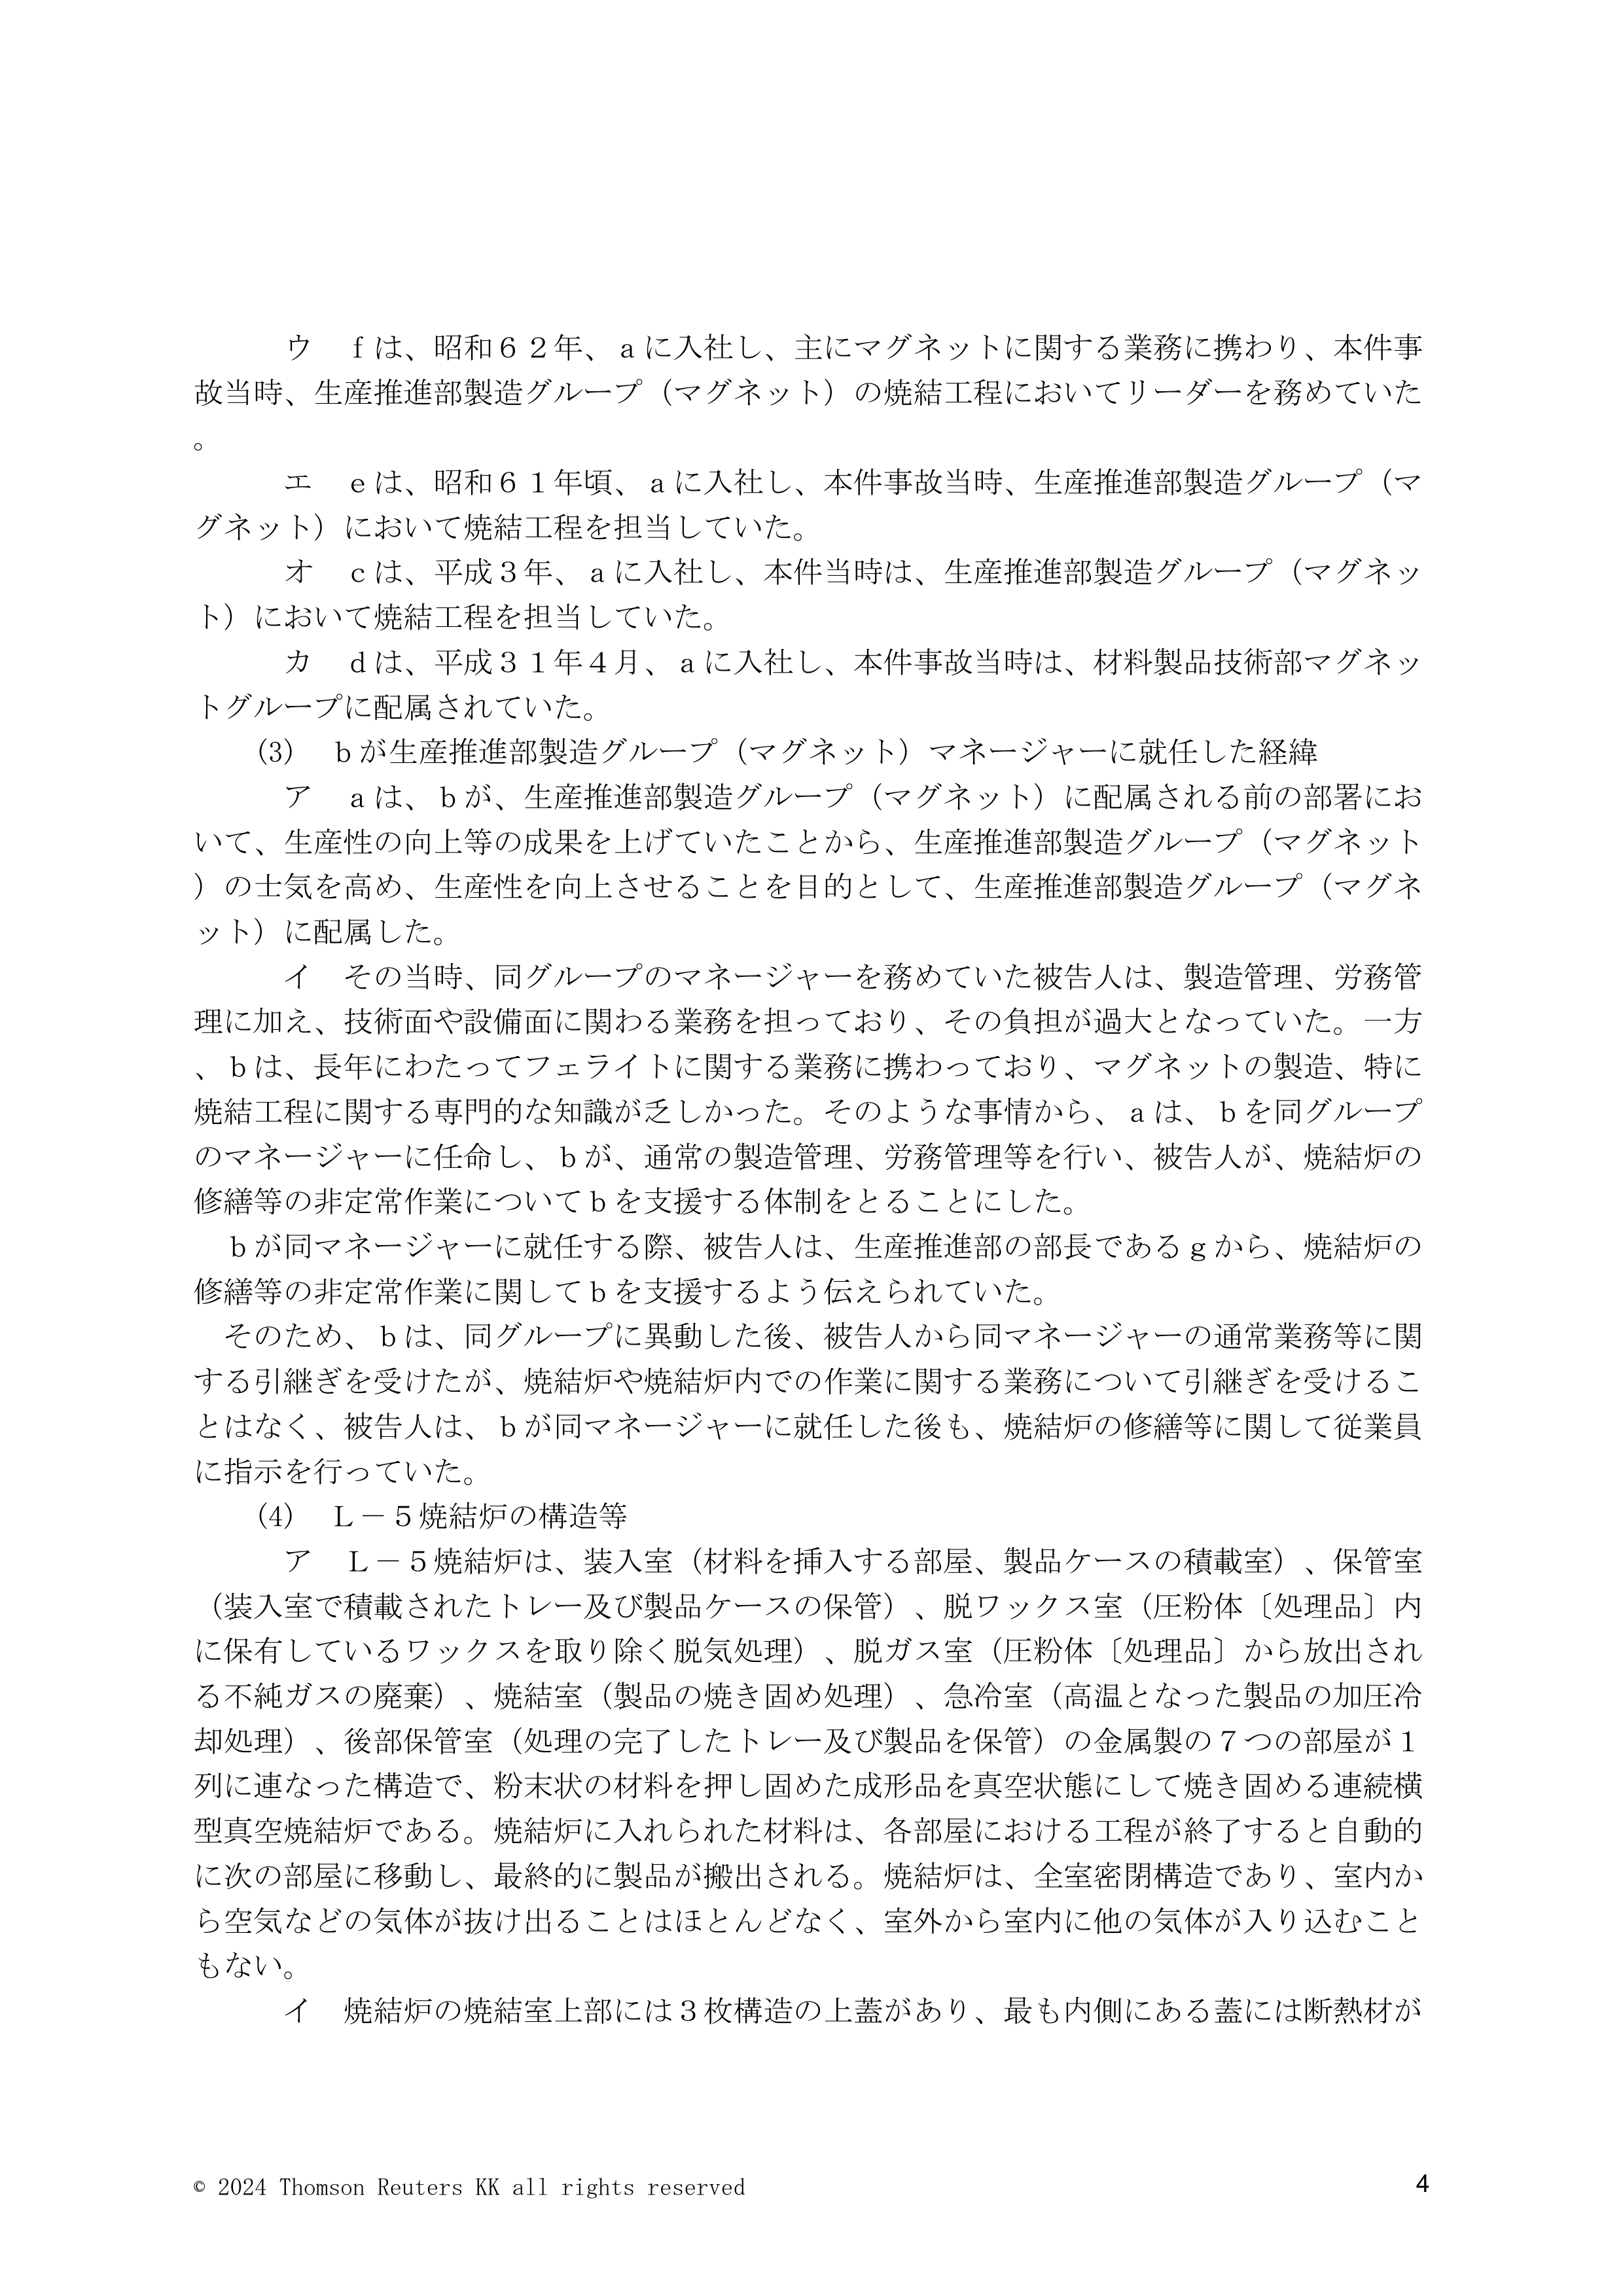 ウ　ｆは、昭和６２年、ａに入社し、主にマグネットに関する業務に携わり、本件事
故当時、生産推進部製造グループ（マグネット）の焼結工程においてリーダーを務めていた
。
　　　エ　ｅは、昭和６１年頃、ａに入社し、本件事故当時、生産推進部製造グループ（マ
グネット）において焼結工程を担当していた。
　　　オ　ｃは、平成３年、ａに入社し、本件当時は、生産推進部製造グループ（マグネッ
ト）において焼結工程を担当していた。
　　　カ　ｄは、平成３１年４月、ａに入社し、本件事故当時は、材料製品技術部マグネッ
トグループに配属されていた。
　　(3)　ｂが生産推進部製造グループ（マグネット）マネージャーに就任した経緯
　　　ア　ａは、ｂが、生産推進部製造グループ（マグネット）に配属される前の部署にお
いて、生産性の向上等の成果を上げていたことから、生産推進部製造グループ（マグネット
）の士気を高め、生産性を向上させることを目的として、生産推進部製造グループ（マグネ
ット）に配属した。
　　　イ　その当時、同グループのマネージャーを務めていた被告人は、製造管理、労務管
理に加え、技術面や設備面に関わる業務を担っており、その負担が過大となっていた。一方
、ｂは、長年にわたってフェライトに関する業務に携わっており、マグネットの製造、特に
焼結工程に関する専門的な知識が乏しかった。そのような事情から、ａは、ｂを同グループ
のマネージャーに任命し、ｂが、通常の製造管理、労務管理等を行い、被告人が、焼結炉の
修繕等の非定常作業についてｂを支援する体制をとることにした。
　ｂが同マネージャーに就任する際、被告人は、生産推進部の部長であるｇから、焼結炉の
修繕等の非定常作業に関してｂを支援するよう伝えられていた。
　そのため、ｂは、同グループに異動した後、被告人から同マネージャーの通常業務等に関
する引継ぎを受けたが、焼結炉や焼結炉内での作業に関する業務について引継ぎを受けるこ
とはなく、被告人は、ｂが同マネージャーに就任した後も、焼結炉の修繕等に関して従業員
に指示を行っていた。
　　(4)　Ｌ－５焼結炉の構造等
　　　ア　Ｌ－５焼結炉は、装入室（材料を挿入する部屋、製品ケースの積載室）、保管室
（装入室で積載されたトレー及び製品ケースの保管）、脱ワックス室（圧粉体〔処理品〕内
に保有しているワックスを取り除く脱気処理）、脱ガス室（圧粉体〔処理品〕から放出され
る不純ガスの廃棄）、焼結室（製品の焼き固め処理）、急冷室（高温となった製品の加圧冷
却処理）、後部保管室（処理の完了したトレー及び製品を保管）の金属製の７つの部屋が１
列に連なった構造で、粉末状の材料を押し固めた成形品を真空状態にして焼き固める連続横
型真空焼結炉である。焼結炉に入れられた材料は、各部屋における工程が終了すると自動的
に次の部屋に移動し、最終的に製品が搬出される。焼結炉は、全室密閉構造であり、室内か
ら空気などの気体が抜け出ることはほとんどなく、室外から室内に他の気体が入り込むこと
もない。
　　　イ　焼結炉の焼結室上部には３枚構造の上蓋があり、最も内側にある蓋には断熱材が
© 2024 Thomson Reuters KK all rights reserved
4